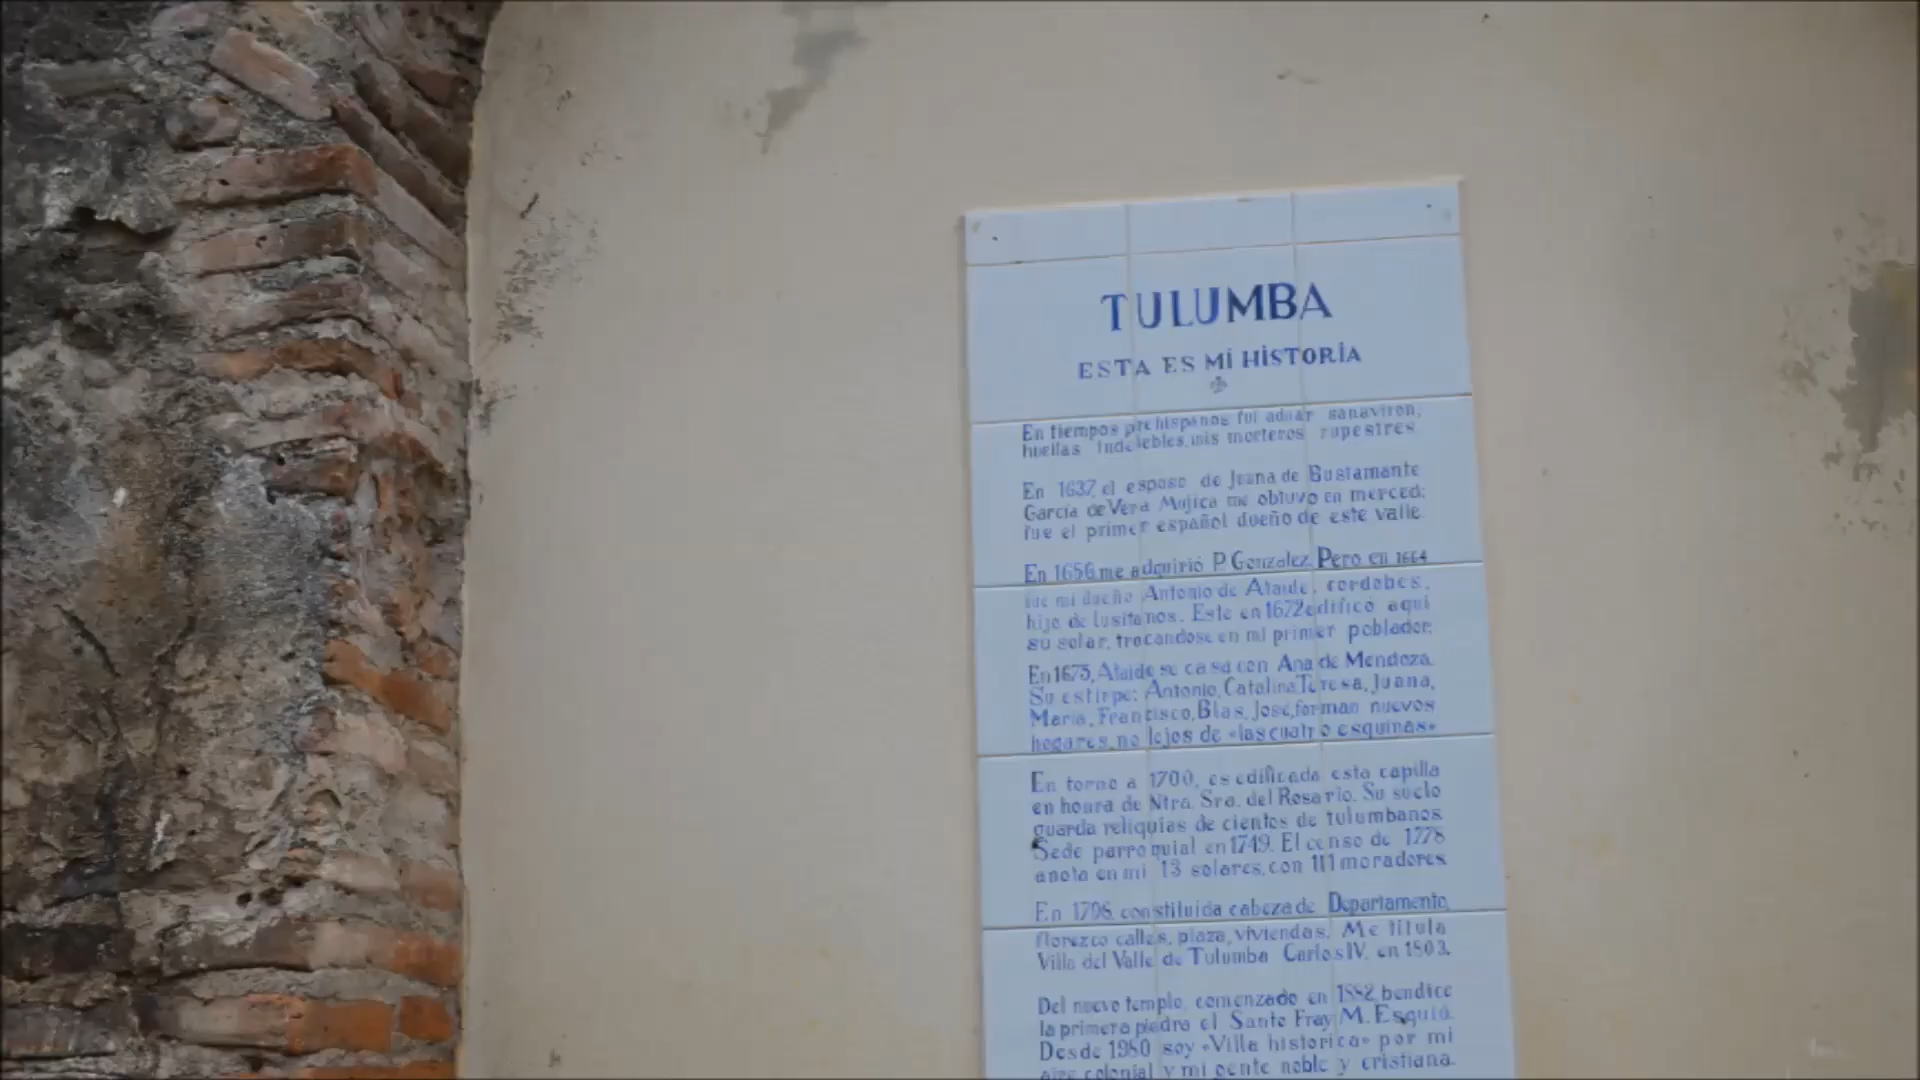 TULUMBA
ESTA ES MI HISTORIA
En tiempos prehispanos fui aduar sanaviron,
huellas indelebles, mis morteros rupestres.
En 1637, el esposo de Juana de Bustamante
García de Vera Mujica me obtuvo en merced:
fue el primer español dueño de este valle.
En 1656 me adquirió P. Gonzalez. Pero en 1664
fue mi dueño Antonio de Ataide, cordobes,
hijo de lusitanos. Este en 1672 edificó aquí
su solar, trocandose en mi primer poblador.
En 1673, Ataide se casa con Ana de Mendoza.
Su estirpe: Antonio, Catalina, Teresa, Juana,
María, Francisco, Blas, José, forman nuevos
hogares, no lejos de «las cuatro esquinas»
En torno a 1700, es edificada esta capilla
en honra de Ntra. Sra. del Rosario. Su suelo
guarda reliquias de cientos de tulumbanos.
Sede parroquial en 1749. El censo de 1778
anota en mi 13 solares, con 111 moradores
En 1796, constituida cabeza de Departamento,
florezco calles, plaza, viviendas. Me titula
Villa del Valle de Tulumba Carlos IV, en 1803.
Del nuevo templo, comenzado en 1882 bendice
la primera piedra el Santo Fray M. Esquiú.
Desde 1980 soy «Villa historica» por mi
aire colonial y mi gente noble y cristiana.